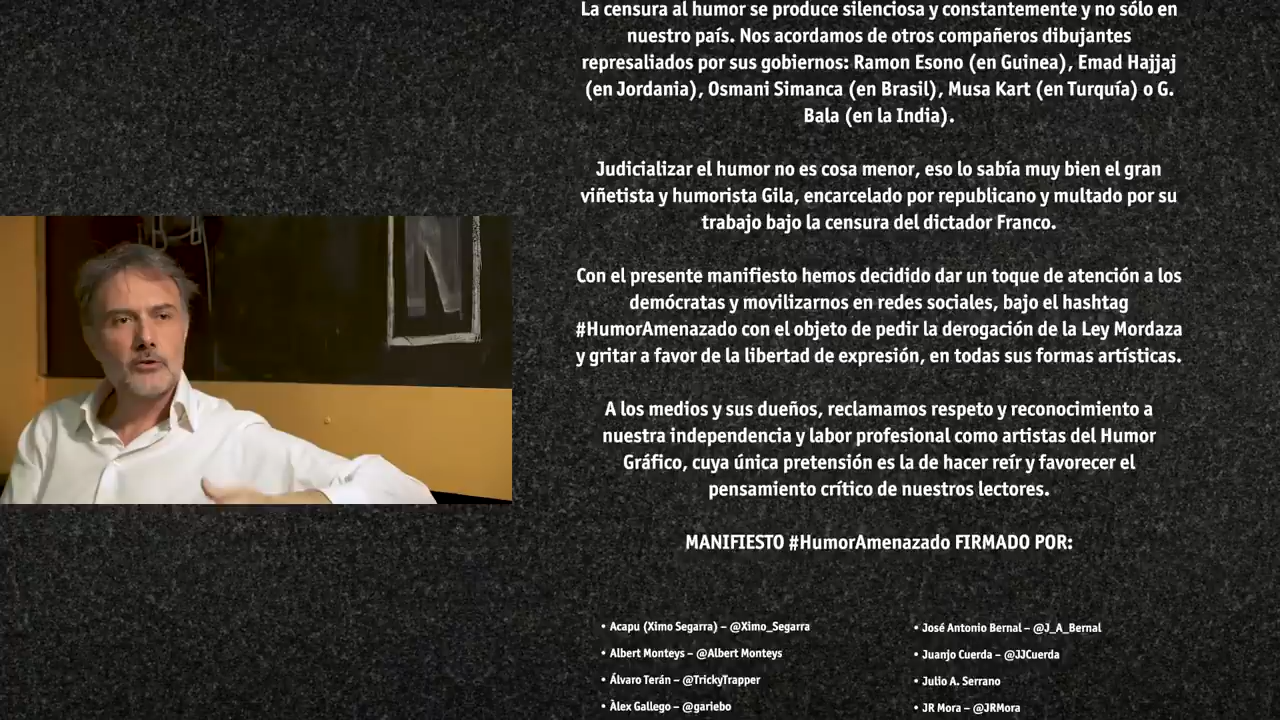 La censura al humor se produce silenciosa y constantemente y no sólo en
nuestro país. Nos acordamos de otros compañeros dibujantes
represaliados por sus gobiernos: Ramon Esono (en Guinea), Emad Hajjaj
(en Jordania), Osmani Simanca (en Brasil), Musa Kart (en Turquía) o G.
Bala (en la India).
Judicializar el humor no es cosa menor, eso lo sabía muy bien el gran
viñetista y humorista Gila, encarcelado por republicano y multado por su
trabajo bajo la censura del dictador Franco.
Con el presente manifiesto hemos decidido dar un toque de atención a los
demócratas y movilizarnos en redes sociales, bajo el hashtag
#HumorAmenazado con el objeto de pedir la derogación de la Ley Mordaza
y gritar a favor de la libertad de expresión, en todas sus formas artísticas.
A los medios y sus dueños, reclamamos respeto y reconocimiento a
nuestra independencia y labor profesional como artistas del Humor
Gráfico, cuya única pretensión es la de hacer reír y favorecer el
pensamiento crítico de nuestros lectores.
MANIFIESTO #HumorAmenazado FIRMADO POR:
• Acapu (Ximo Segarra) – @Ximo_Segarra
• Albert Monteys – @Albert Monteys
• Álvaro Terán – @TrickyTrapper
• Àlex Gallego – @gariebo
• José Antonio Bernal – @J_A_Bernal
• Juanjo Cuerda – @JJCuerda
• Julio A. Serrano
• JR Mora – @JRMora